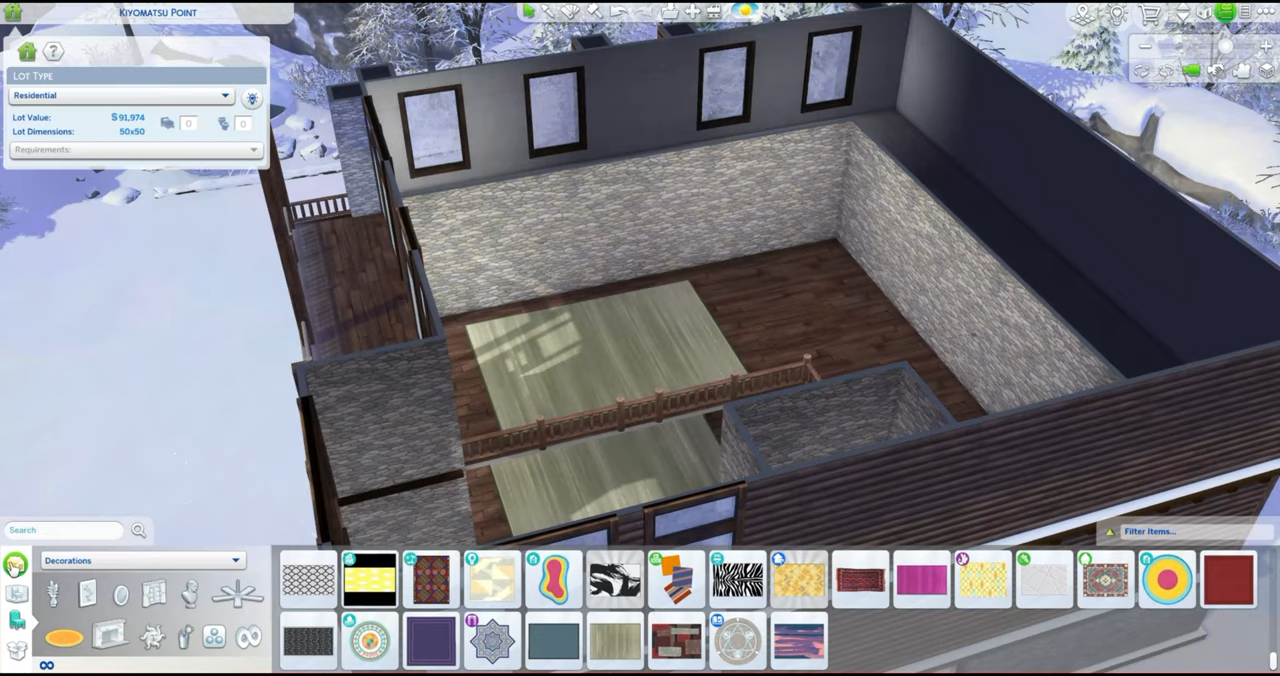 Kiyomatsu Point
?
Lot Type
Residential
Lot Value:
§91,974
0
0
Lot Dimensions:
50x50
Requirements:
Search
Filter Items...
Decorations